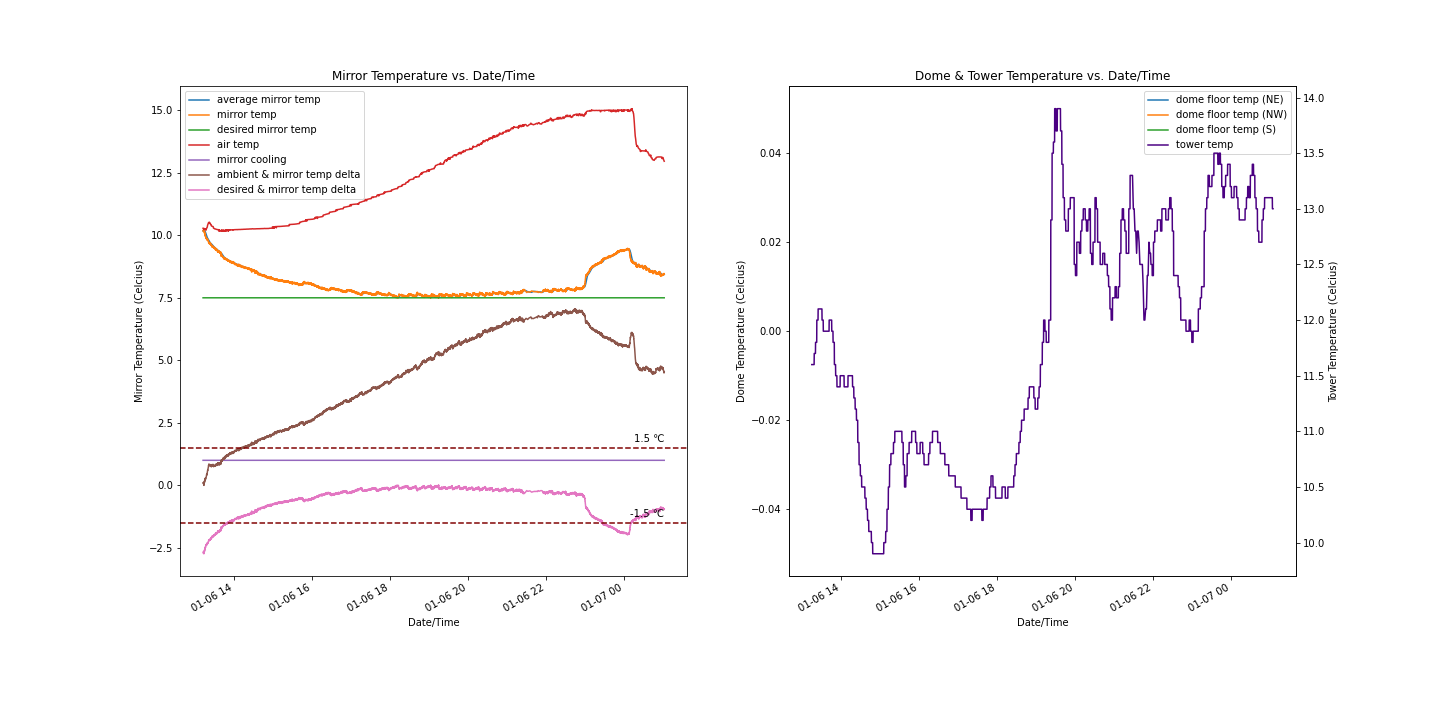 Mirror Temperature vs. Date/Time
average mirror temp
mirror temp
desired mirror temp
air temp
mirror cooling
ambient & mirror temp delta
desired & mirror temp delta
15.0
12.5
10.0
7.5
5.0
2.5
0.0
−2.5
Mirror Temperature (Celcius)
1.5 °C
-1.5 °C
01-06 14
01-06 16
01-06 18
01-06 20
01-06 22
01-07 00
Date/Time
Dome & Tower Temperature vs. Date/Time
dome floor temp (NE)
dome floor temp (NW)
dome floor temp (S)
tower temp
0.04
0.02
0.00
−0.02
−0.04
Dome Temperature (Celcius)
14.0
13.5
13.0
12.5
12.0
11.5
11.0
10.5
10.0
Tower Temperature (Celcius)
01-06 14
01-06 16
01-06 18
01-06 20
01-06 22
01-07 00
Date/Time